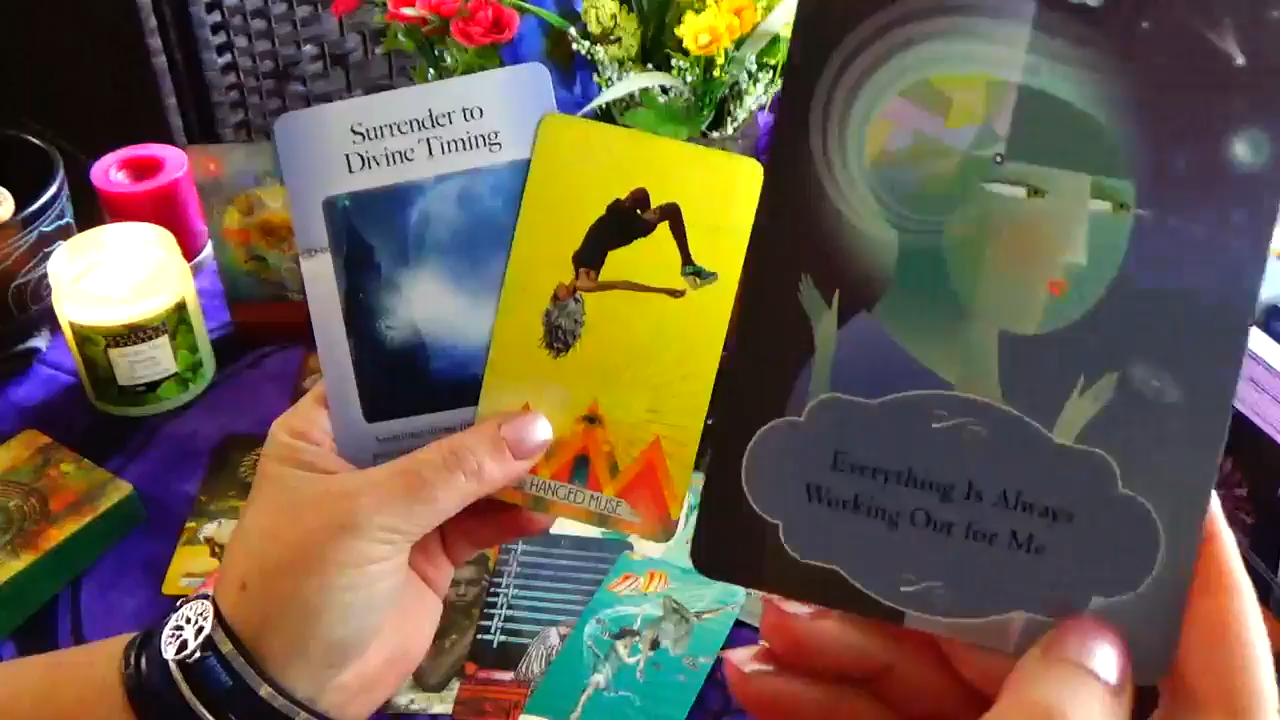 Surrender to
Divine Timing
HANGED MUSE
Everything Is Always
Working Out for Me